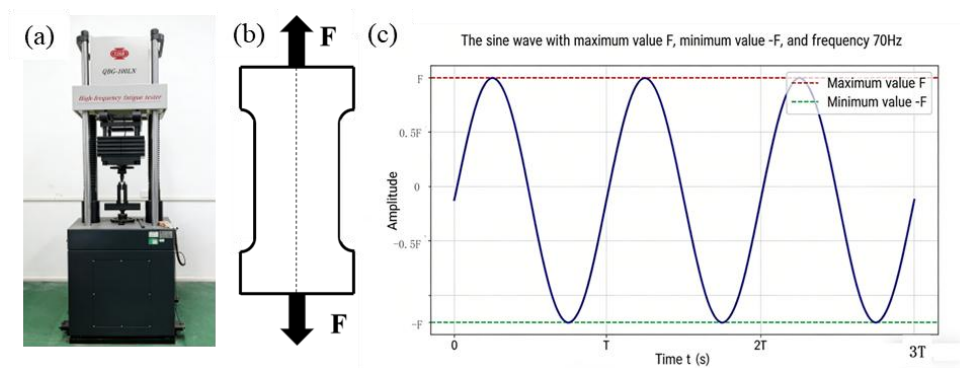 (a)
QBG-100LN
High-frequency fatigue tester
(b)
F
F
(c)
The sine wave with maximum value F, minimum value -F, and frequency 70Hz
Maximum value F
Minimum value -F
F
0.5F
0
-0.5F
-F
Amplitude
0
T
2T
3T
Time t (s)